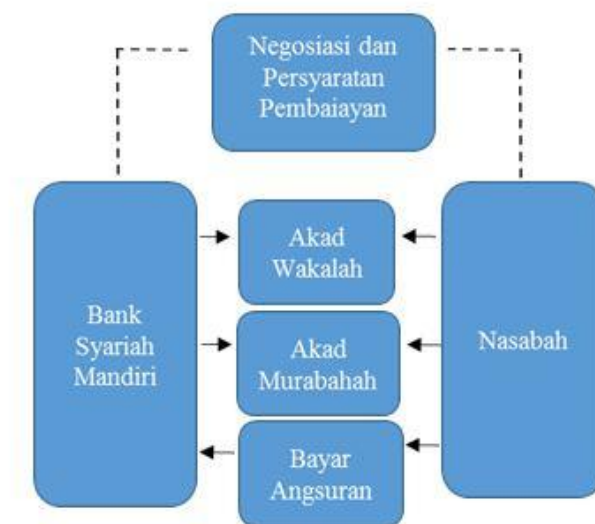 Negosiasi dan
Persyaratan
Pembaiayan
Bank
Syariah
Mandiri
Akad
Wakalah
Akad
Murabahah
Bayar
Angsuran
Nasabah